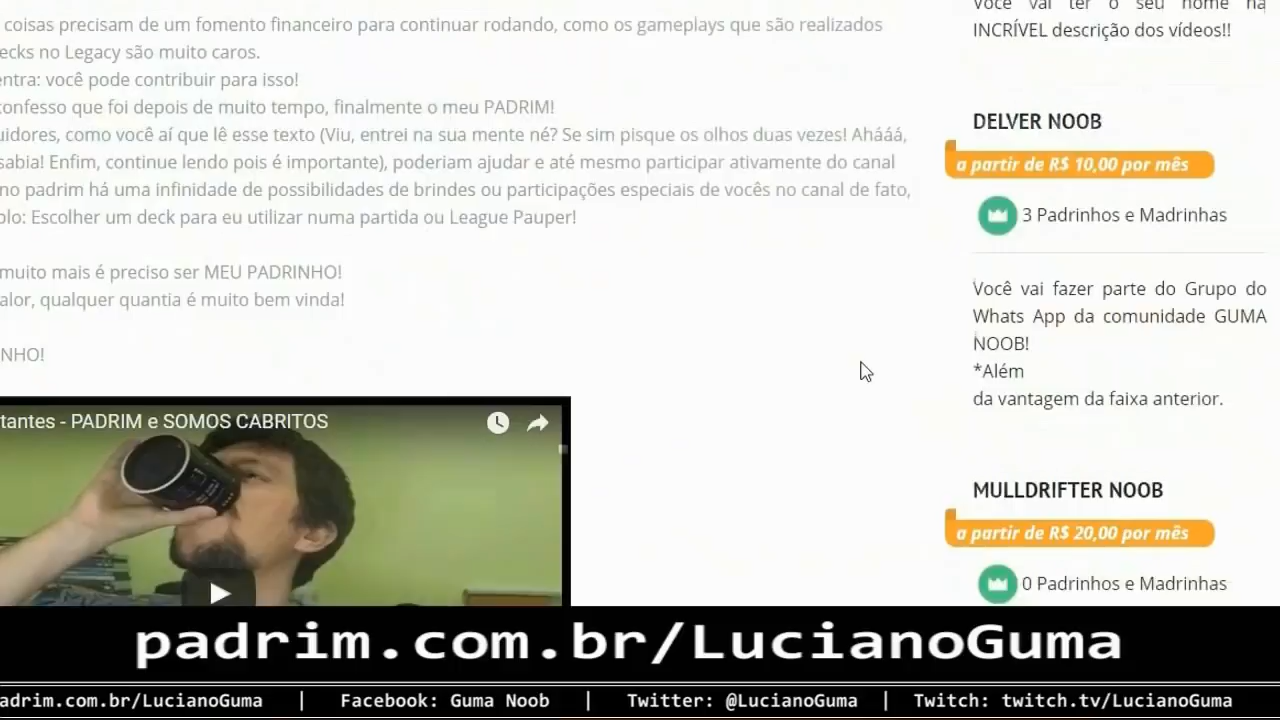 coisas precisam de um fomento financeiro para continuar rodando, como os gameplays que são realizados
ecks no Legacy são muito caros.
entra: você pode contribuir para isso!
confesso que foi depois de muito tempo, finalmente o meu PADRIM!
uidores, como você aí que lê esse texto (Viu, entrei na sua mente né? Se sim pisque os olhos duas vezes! Ahááá,
sabia! Enfim, continue lendo pois é importante), poderiam ajudar e até mesmo participar ativamente do canal
no padrim há uma infinidade de possibilidades de brindes ou participações especiais de vocês no canal de fato,
plo: Escolher um deck para eu utilizar numa partida ou League Pauper!
muito mais é preciso ser MEU PADRINHO!
alor, qualquer quantia é muito bem vinda!
NHO!
tantes - PADRIM e SOMOS CABRITOS
Você vai ter o seu nome na
INCRÍVEL descrição dos vídeos!!
DELVER NOOB
a partir de R$ 10,00 por mês
3 Padrinhos e Madrinhas
Você vai fazer parte do Grupo do
Whats App da comunidade GUMA
NOOB!
*Além
da vantagem da faixa anterior.
MULLDRIFTER NOOB
a partir de R$ 20,00 por mês
0 Padrinhos e Madrinhas
padrim.com.br/LucianoGuma
adrim.com.br/LucianoGuma | Facebook: Guma Noob | Twitter: @LucianoGuma | Twitch: twitch.tv/LucianoGuma